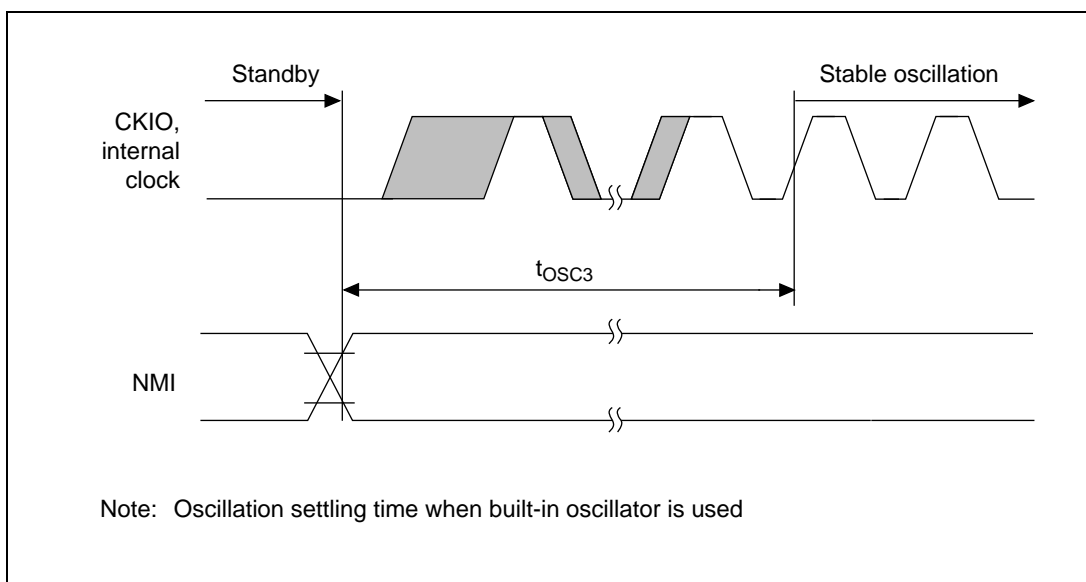 Standby
Stable oscillation
CKIO,
internal
clock
tOSC3
NMI
Note: Oscillation settling time when built-in oscillator is used